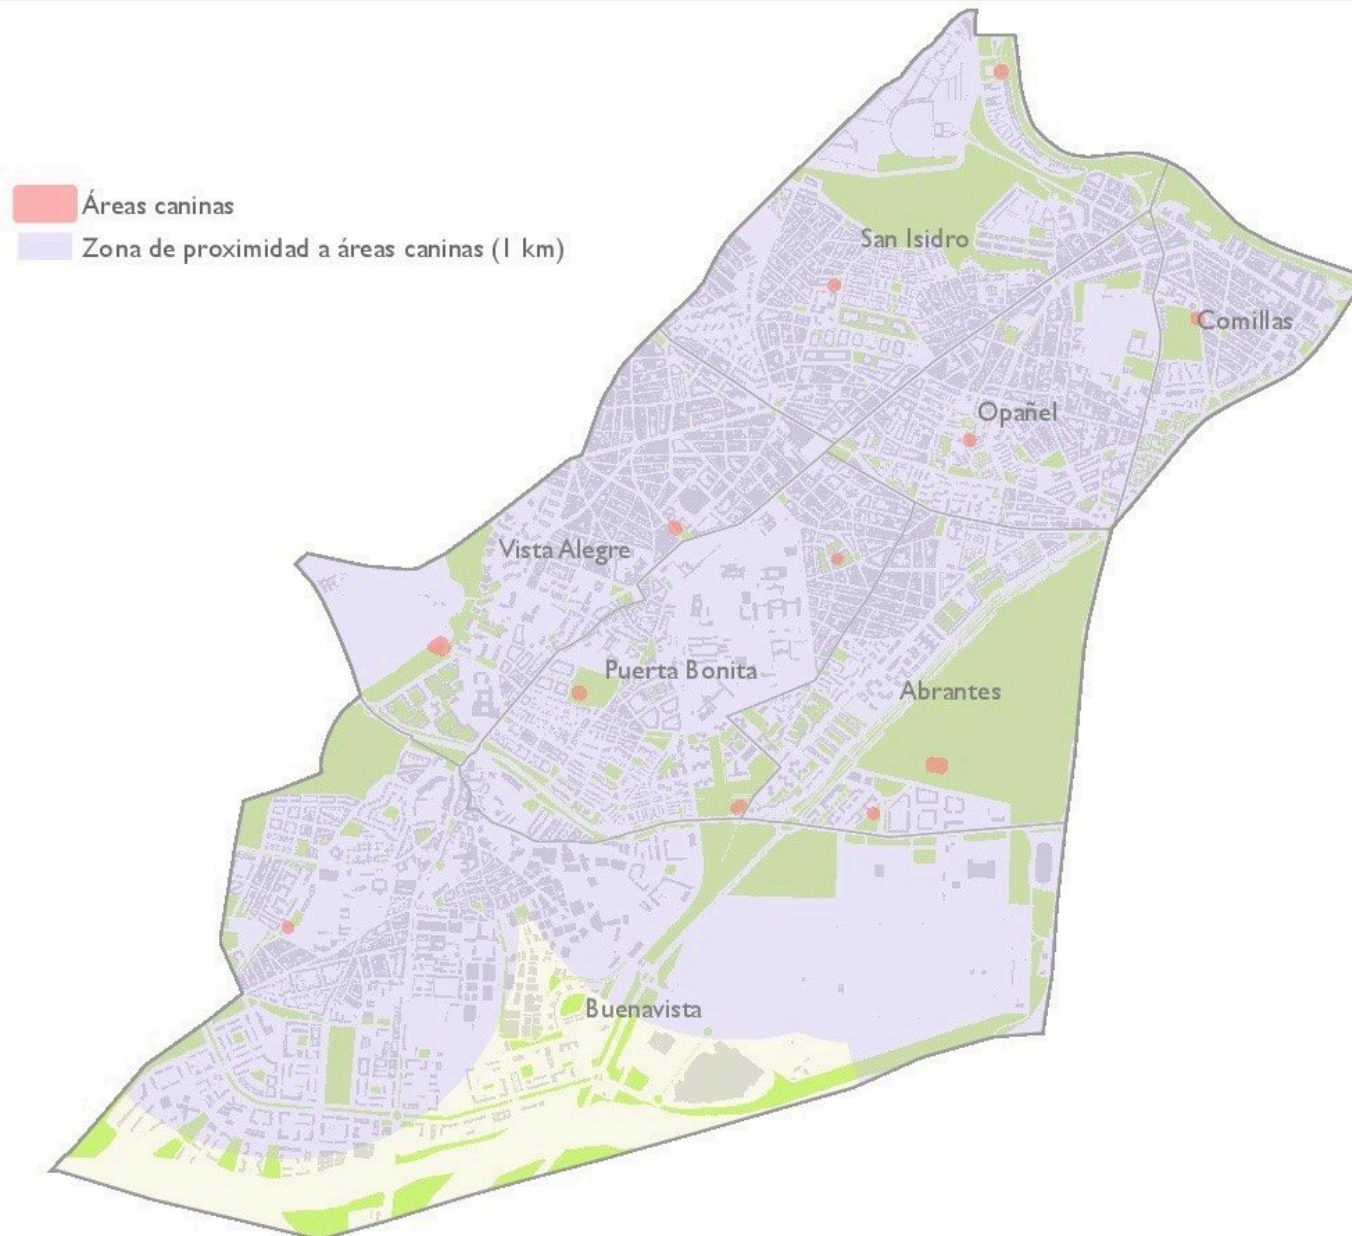 Áreas caninas
Zona de proximidad a áreas caninas (1 km)
San Isidro
Comillas
Opañel
Vista Alegre
Puerta Bonita
Abrantes
Buenavista